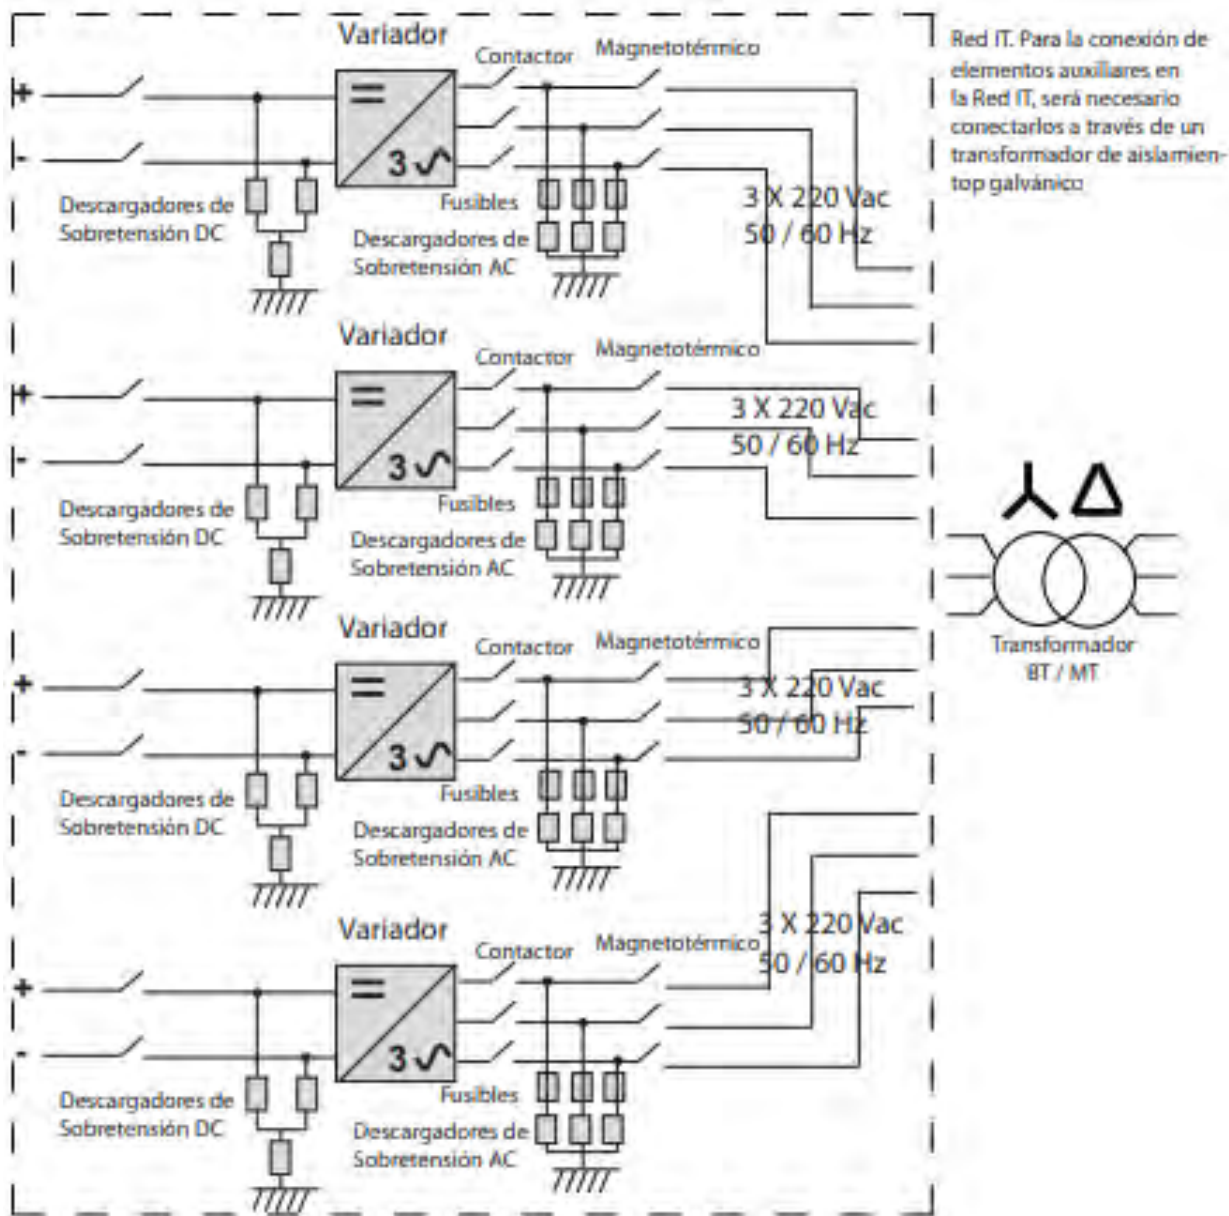 Variador
Contactor
Magnetotérmico
Red IT. Para la conexión de
elementos auxiliares en
la Red IT, será necesario
conectarlos a través de un
transformador de aislamien-
top galvánico
+
-
3
Descargadores de
Sobretensión DC
Fusibles
Descargadores de
Sobretensión AC
3 X 220 Vac
50 / 60 Hz
Variador
Contactor
Magnetotérmico
+
-
3
Descargadores de
Sobretensión DC
Fusibles
Descargadores de
Sobretensión AC
3 X 220 Vac
50 / 60 Hz
Transformador
BT / MT
Variador
Contactor
Magnetotérmico
+
-
3
Descargadores de
Sobretensión DC
Fusibles
Descargadores de
Sobretensión AC
3 X 220 Vac
50 / 60 Hz
Variador
Contactor
Magnetotérmico
+
-
3
Descargadores de
Sobretensión DC
Fusibles
Descargadores de
Sobretensión AC
3 X 220 Vac
50 / 60 Hz